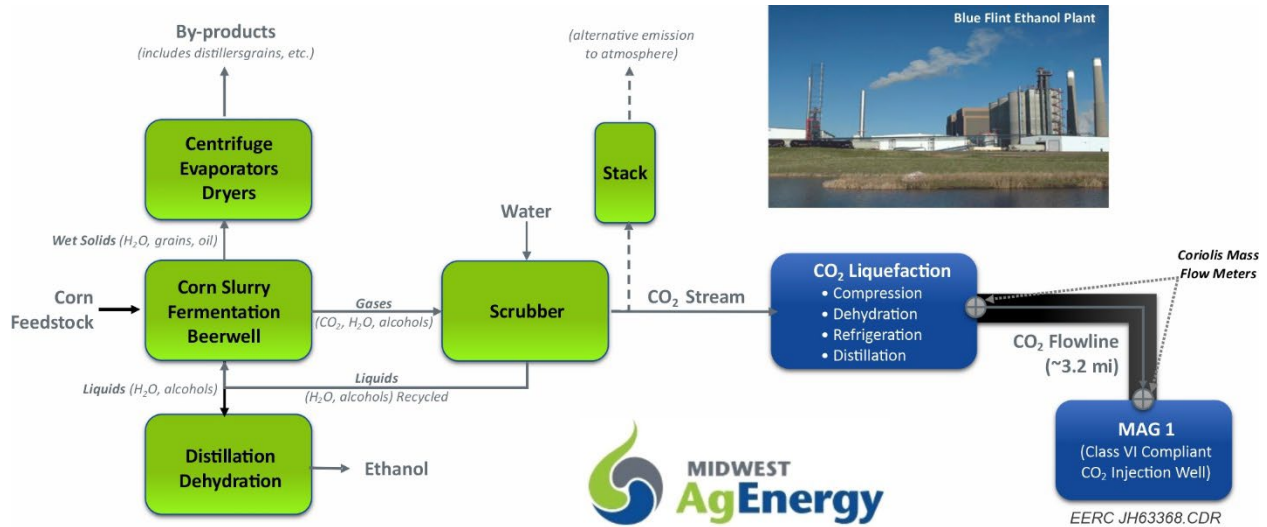 By-products
(includes distillersgrains, etc.)
(alternative emission
to atmosphere)
Blue Flint Ethanol Plant
Centrifuge
Evaporators
Dryers
Stack
Wet Solids (H₂O, grains, oil)
Water
Corn
Feedstock
Corn Slurry
Fermentation
Beerwell
Gases
(CO₂, H₂O, alcohols)
Scrubber
CO₂ Stream
CO₂ Liquefaction
• Compression
• Dehydration
• Refrigeration
• Distillation
Coriolis Mass
Flow Meters
CO₂ Flowline
(~3.2 mi)
Liquids (H₂O, alcohols)
Liquids
(H₂O, alcohols) Recycled
Distillation
Dehydration
Ethanol
MIDWEST
AgEnergy
MAG 1
(Class VI Compliant
CO₂ Injection Well)
EERC JH63368.CDR